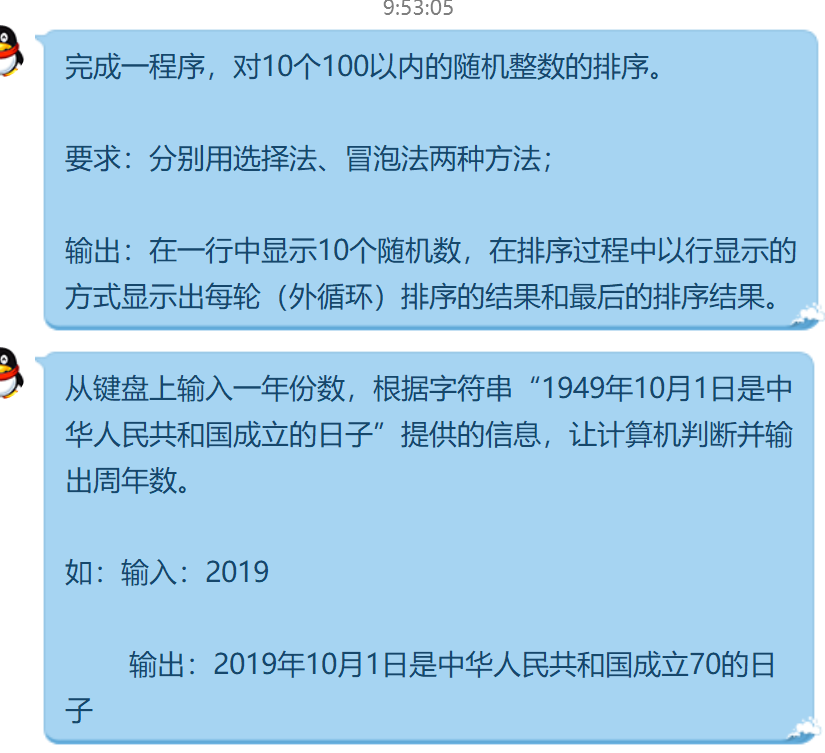 9:53:05
完成一程序，对10个100以内的随机整数的排序。
要求：分别用选择法、冒泡法两种方法；
输出：在一行中显示10个随机数，在排序过程中以行显示的
方式显示出每轮（外循环）排序的结果和最后的排序结果。
从键盘上输入一年份数，根据字符串“1949年10月1日是中
华人民共和国成立的日子”提供的信息，让计算机判断并输
出周年数。
如：输入：2019
输出：2019年10月1日是中华人民共和国成立70的日
子